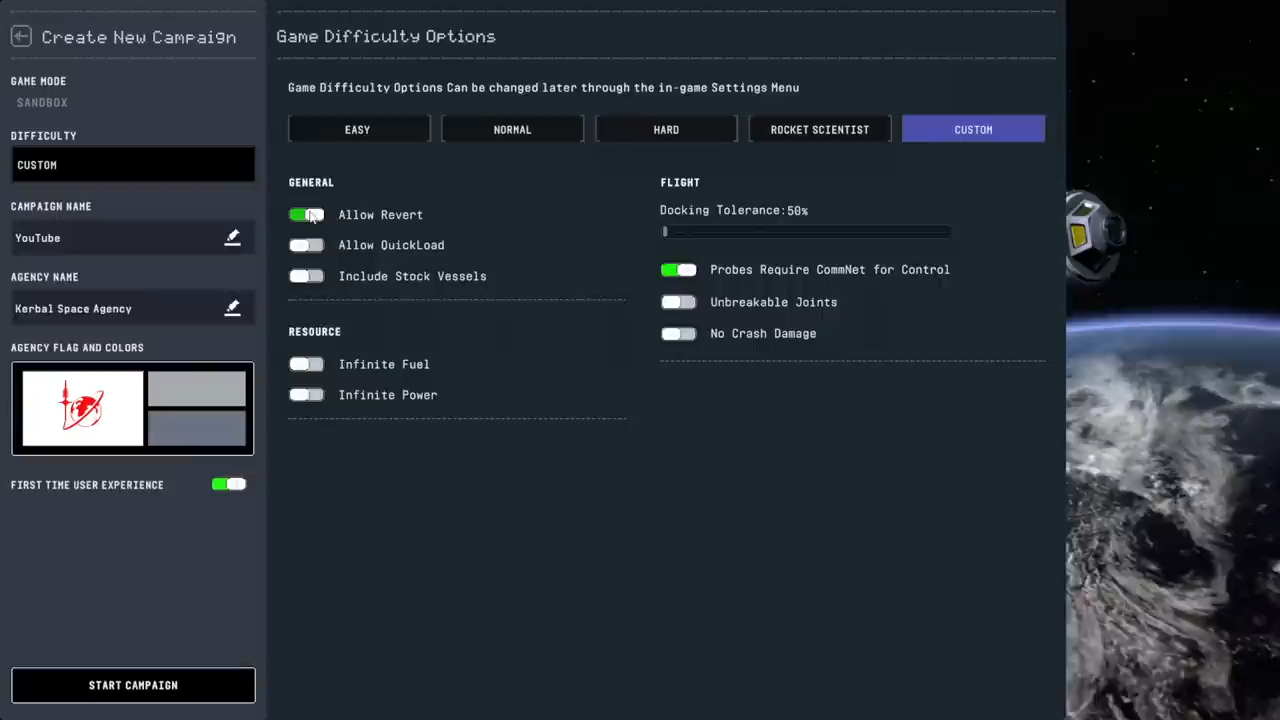 Create New Campaign
GAME MODE
SANDBOX
DIFFICULTY
CUSTOM
CAMPAIGN NAME
YouTube
AGENCY NAME
Kerbal Space Agency
AGENCY FLAG AND COLORS
FIRST TIME USER EXPERIENCE
START CAMPAIGN
Game Difficulty Options
Game Difficulty Options Can be changed later through the in-game Settings Menu
EASY
NORMAL
HARD
ROCKET SCIENTIST
CUSTOM
GENERAL
Allow Revert
Allow QuickLoad
Include Stock Vessels
RESOURCE
Infinite Fuel
Infinite Power
FLIGHT
Docking Tolerance:50%
Probes Require CommNet for Control
Unbreakable Joints
No Crash Damage